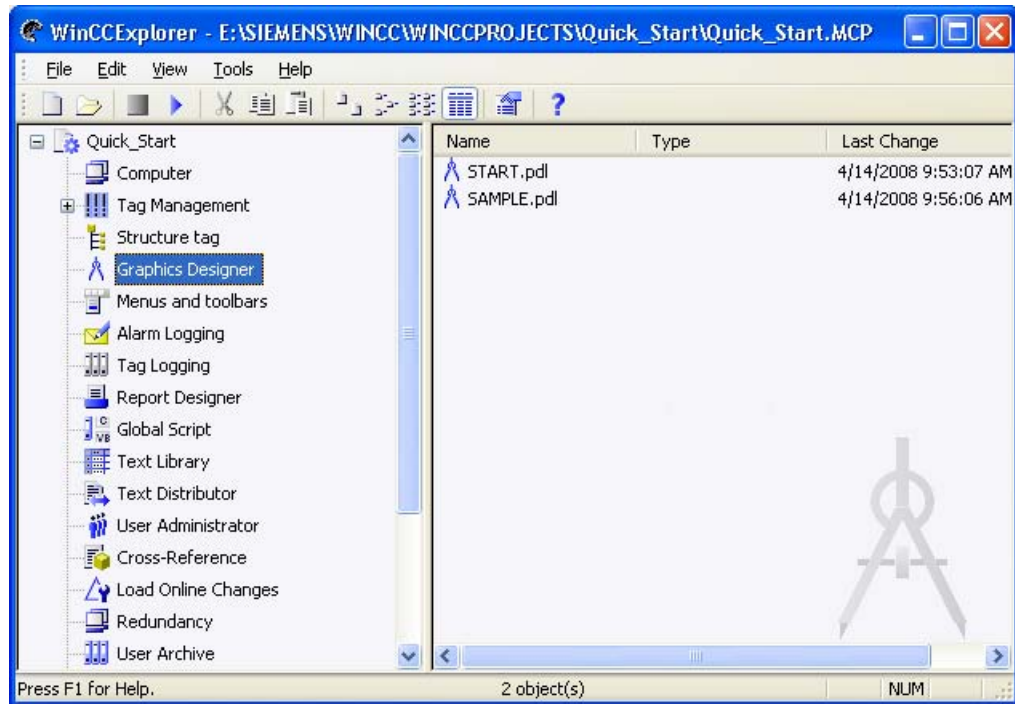 WinCCExplorer - E:\SIEMENS\WINCC\WINCCPROJECTS\Quick_Start\Quick_Start.MCP
File Edit View Tools Help
Quick_Start
Computer
Tag Management
Structure tag
Graphics Designer
Menus and toolbars
Alarm Logging
Tag Logging
Report Designer
Global Script
Text Library
Text Distributor
User Administrator
Cross-Reference
Load Online Changes
Redundancy
User Archive
Name Type Last Change
START.pdl 4/14/2008 9:53:07 AM
SAMPLE.pdl 4/14/2008 9:56:06 AM
Press F1 for Help. 2 object(s) NUM